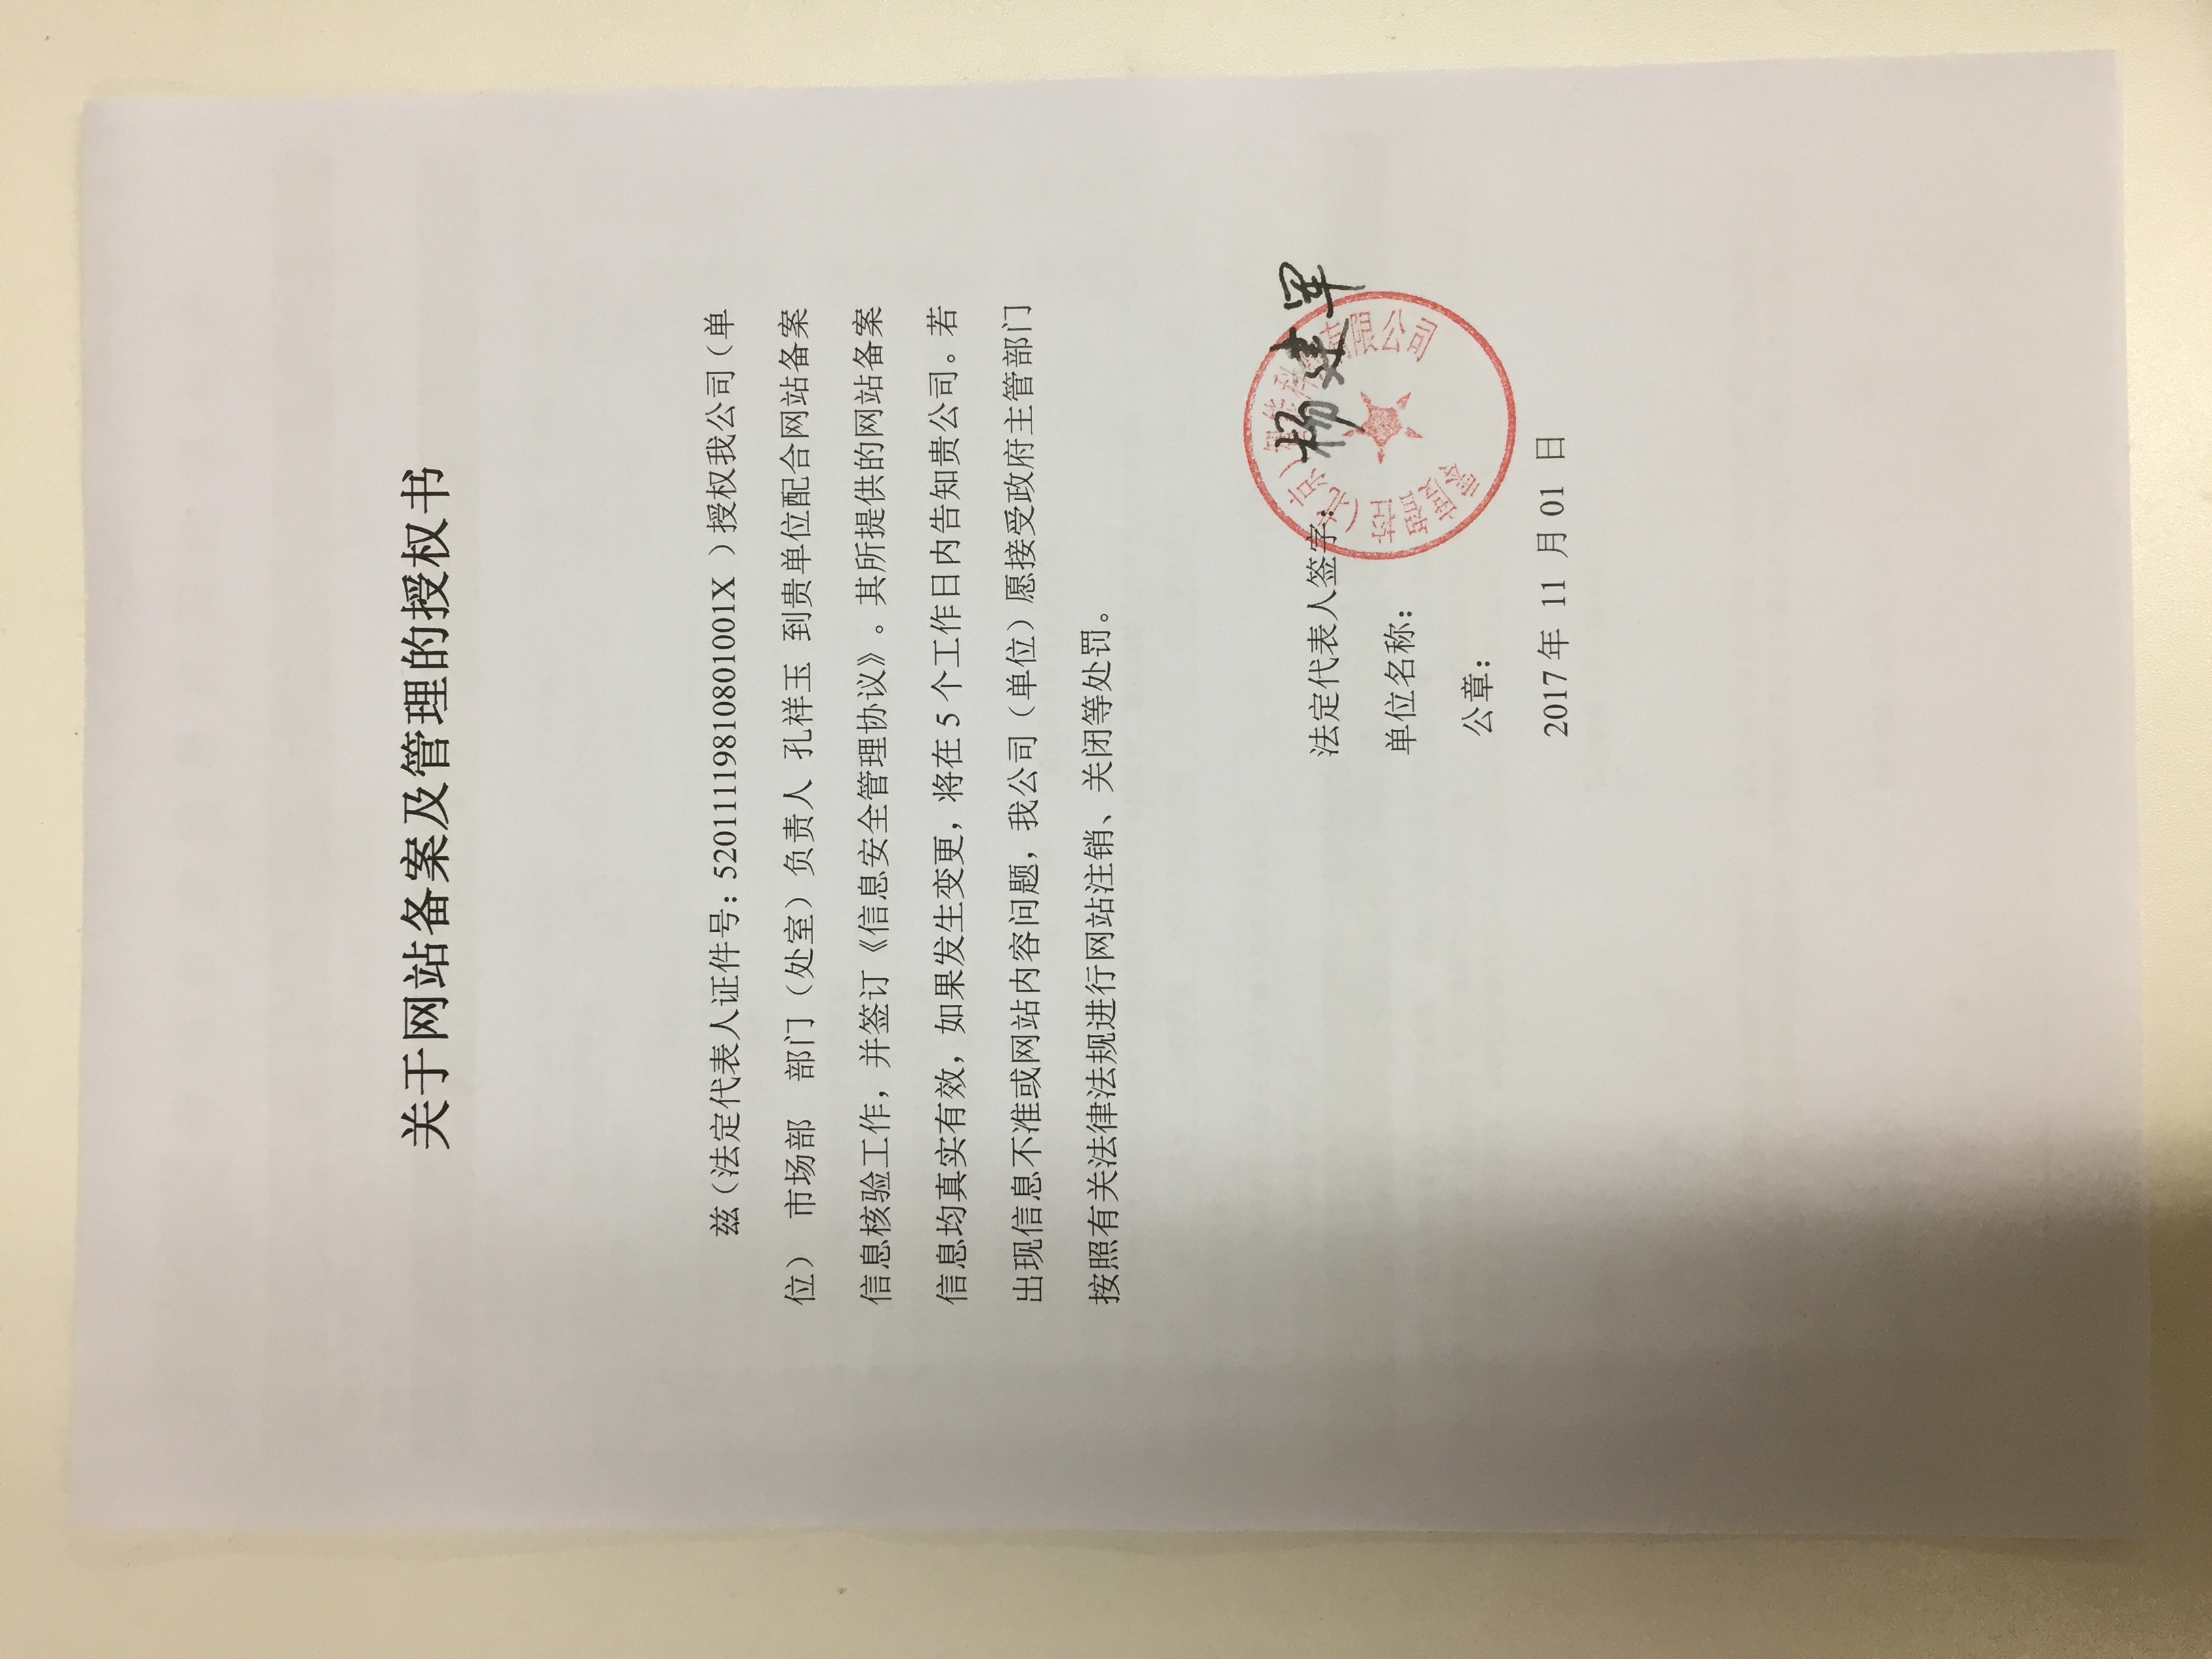 关于网站备案及管理的授权书
兹（法定代表人证件号：52011119810801001X ）授权我公司（单
位） 市场部 部门（处室）负责人 孔祥玉 到贵单位配合网站备案
信息核验工作，并签订《信息安全管理协议》。其所提供的网站备案
信息均真实有效，如果发生变更，将在 5 个工作日内告知贵公司。若
出现信息不准或网站内容问题，我公司（单位）愿接受政府主管部门
按照有关法律法规进行网站注销、关闭等处罚。
法定代表人签字： 杨建军
单位名称：
公章：
2017 年 11 月 01 日
零度智控（北京）智能科技有限公司